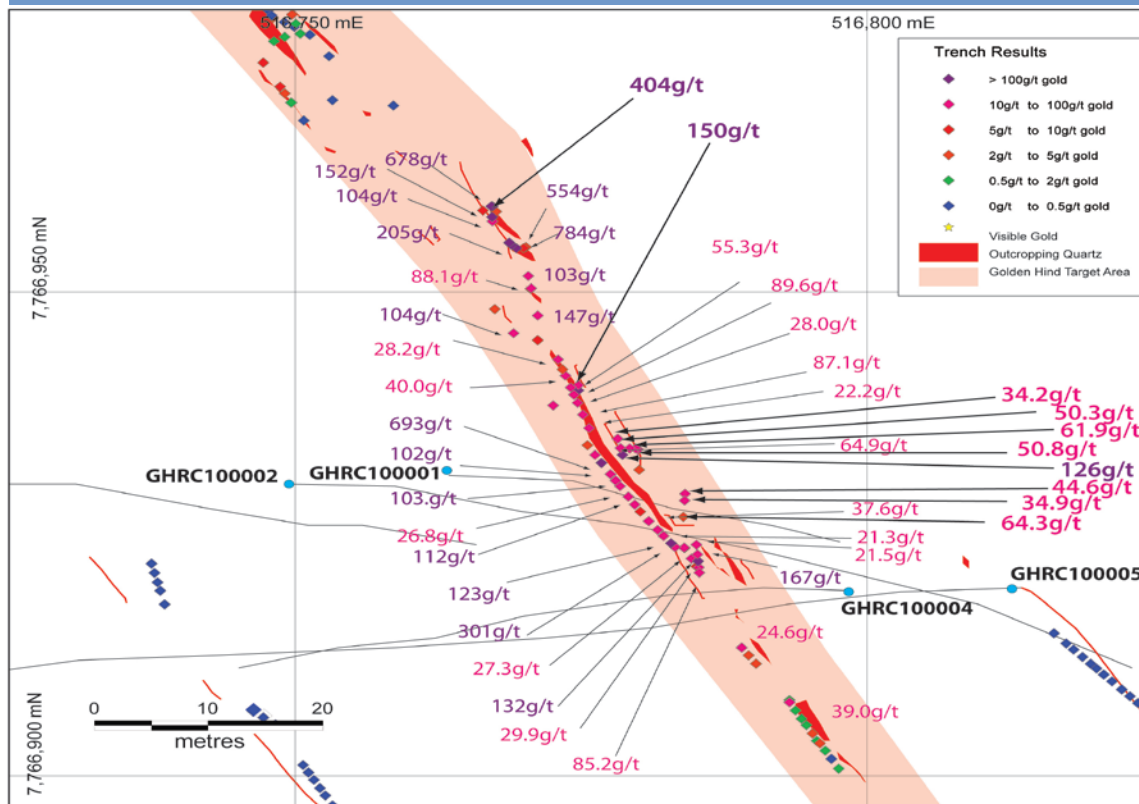 516,750 mE
516,800 mE
Trench Results
> 100g/t gold
10g/t to 100g/t gold
5g/t to 10g/t gold
2g/t to 5g/t gold
0.5g/t to 2g/t gold
0g/t to 0.5g/t gold
Visible Gold
Outcropping Quartz
Golden Hind Target Area
404g/t
150g/t
678g/t
152g/t
104g/t
554g/t
205g/t
784g/t
55.3g/t
7,766,950 mN
88.1g/t
103g/t
89.6g/t
104g/t
147g/t
28.0g/t
28.2g/t
87.1g/t
40.0g/t
22.2g/t
34.2g/t
50.3g/t
693g/t
61.9g/t
64.9g/t
50.8g/t
102g/t
126g/t
GHRC100002
GHRC100001
44.6g/t
103.g/t
34.9g/t
37.6g/t
64.3g/t
26.8g/t
21.3g/t
112g/t
21.5g/t
167g/t
GHRC100005
123g/t
GHRC100004
301g/t
24.6g/t
27.3g/t
132g/t
39.0g/t
29.9g/t
85.2g/t
0 10 20
metres
7,766,900 mN